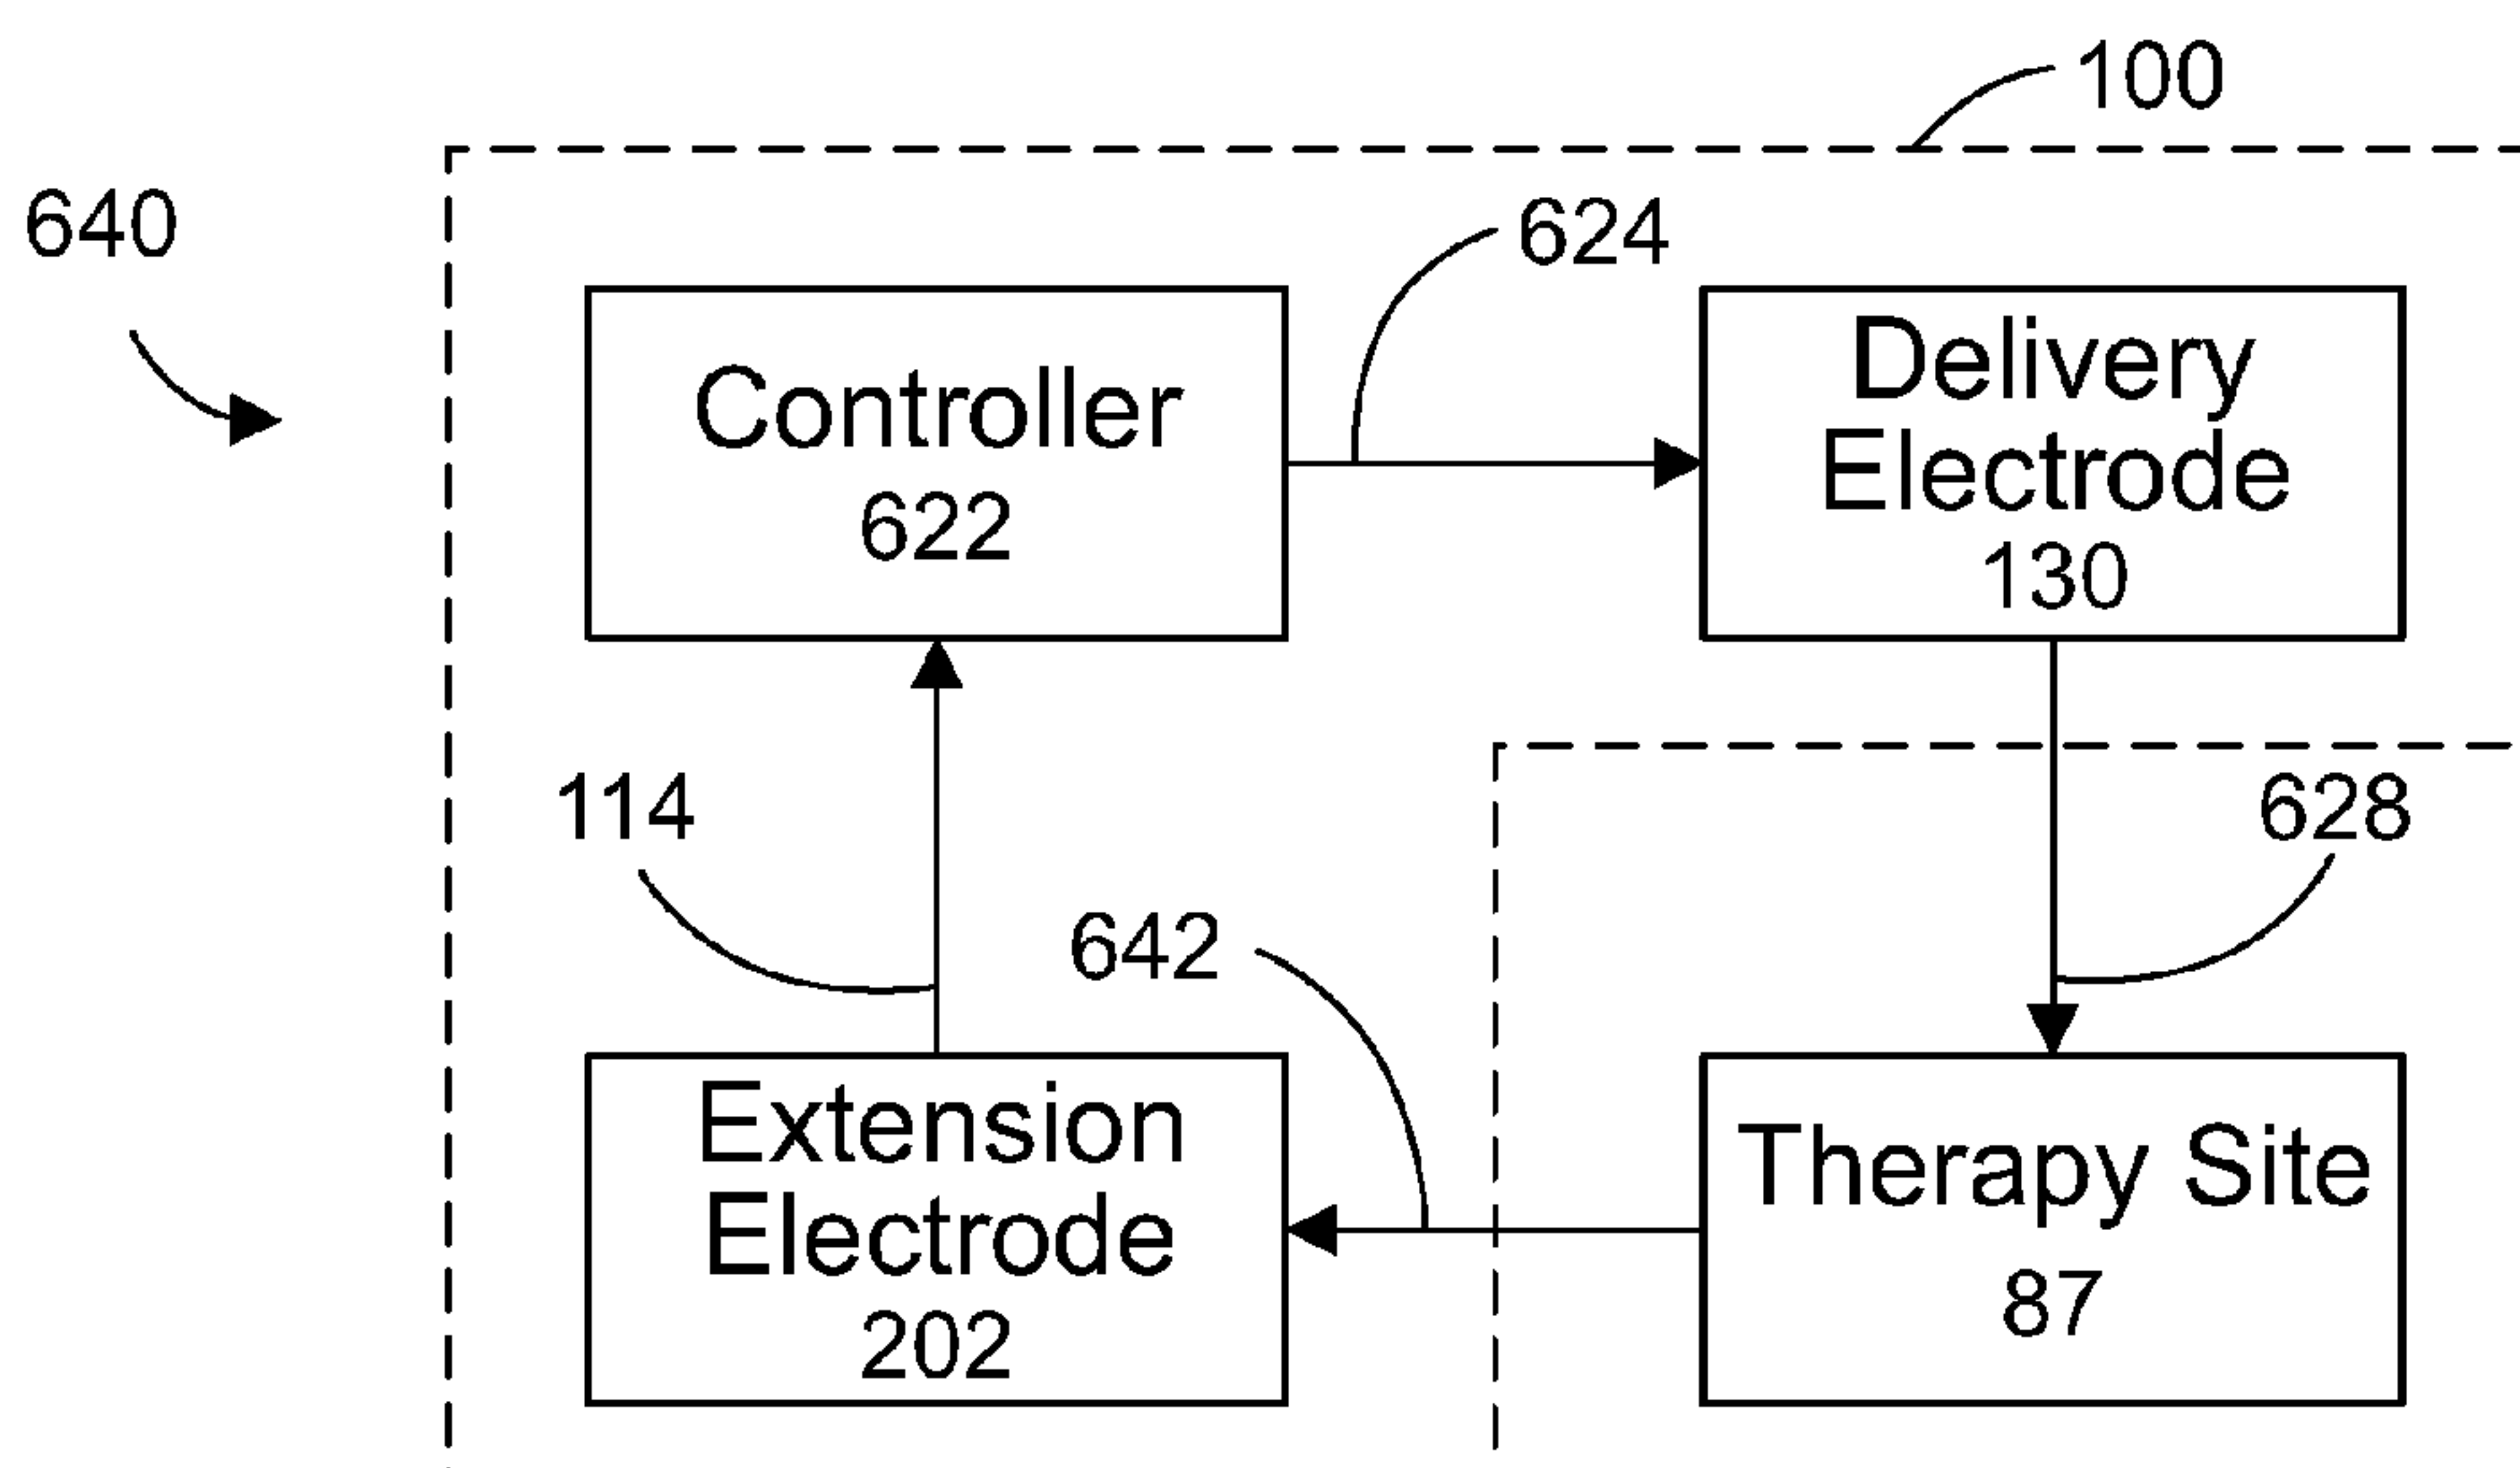 100
640
624
Controller
622
Delivery
Electrode
130
114
628
642
Extension
Electrode
202
Therapy Site
87